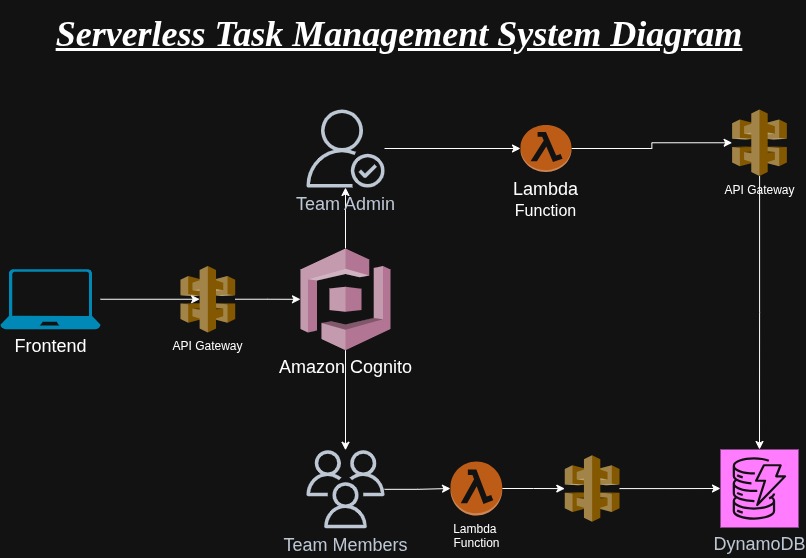 Serverless Task Management System Diagram
Team Admin
Lambda
Function
API Gateway
Frontend
API Gateway
Amazon Cognito
Team Members
Lambda
Function
DynamoDB